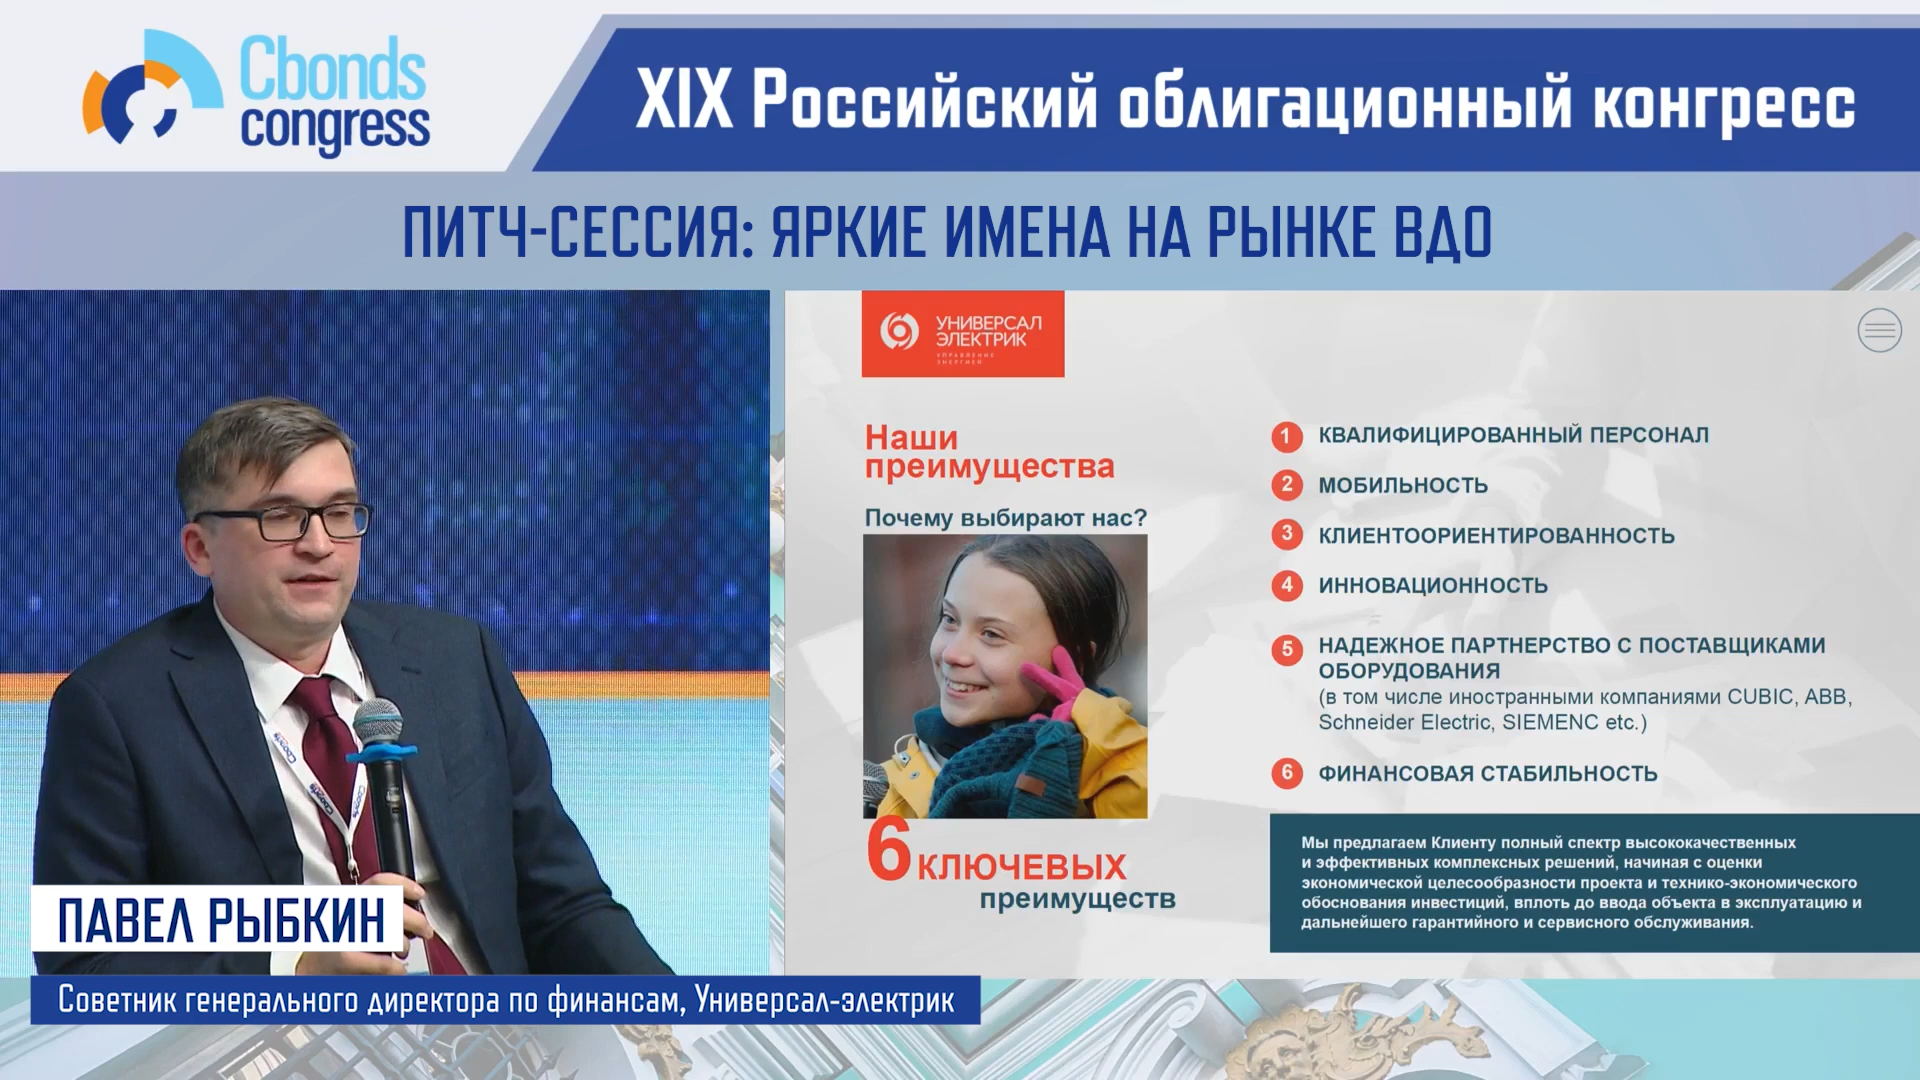 Cbonds
congress
XIX Российский облигационный конгресс
ПИТЧ-СЕССИЯ: ЯРКИЕ ИМЕНА НА РЫНКЕ ВДО
УНИВЕРСАЛ
ЭЛЕКТРИК
УПРАВЛЕНИЕ
ЭНЕРГИЕЙ
Наши
преимущества
Почему выбирают нас?
6 КЛЮЧЕВЫХ
преимуществ
1 КВАЛИФИЦИРОВАННЫЙ ПЕРСОНАЛ
2 МОБИЛЬНОСТЬ
3 КЛИЕНТООРИЕНТИРОВАННОСТЬ
4 ИННОВАЦИОННОСТЬ
5 НАДЕЖНОЕ ПАРТНЕРСТВО С ПОСТАВЩИКАМИ
ОБОРУДОВАНИЯ
(в том числе иностранными компаниями CUBIC, ABB,
Schneider Electric, SIEMENC etc.)
6 ФИНАНСОВАЯ СТАБИЛЬНОСТЬ
Мы предлагаем Клиенту полный спектр высококачественных
и эффективных комплексных решений, начиная с оценки
экономической целесообразности проекта и технико-экономического
обоснования инвестиций, вплоть до ввода объекта в эксплуатацию и
дальнейшего гарантийного и сервисного обслуживания.
Cbonds
Cbonds
ПАВЕЛ РЫБКИН
Советник генерального директора по финансам, Универсал-электрик